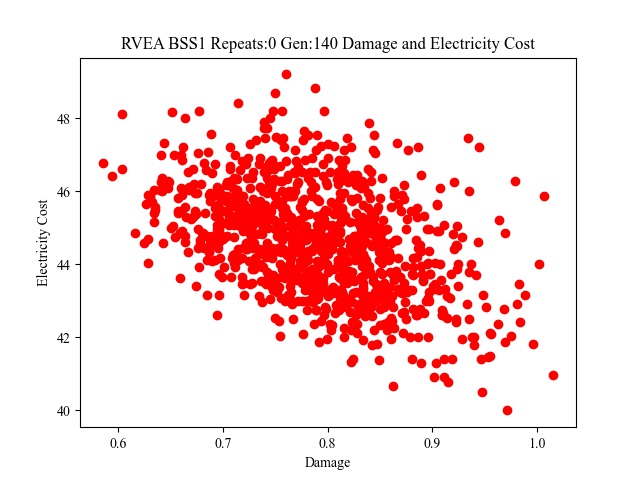 RVEA BSS1 Repeats:0 Gen:140 Damage and Electricity Cost
48
46
44
42
40
Electricity Cost
0.6 0.7 0.8 0.9 1.0
Damage